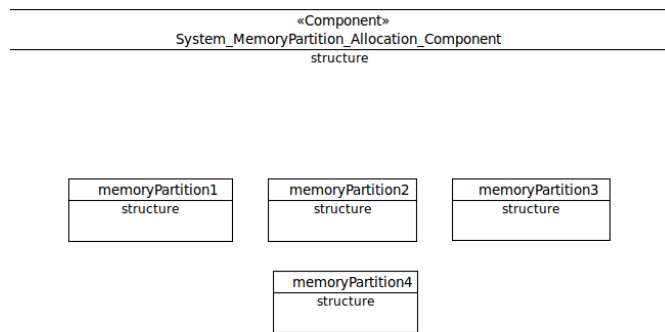 «Component»
System_MemoryPartition_Allocation_Component
structure
memoryPartition1
structure
memoryPartition2
structure
memoryPartition3
structure
memoryPartition4
structure